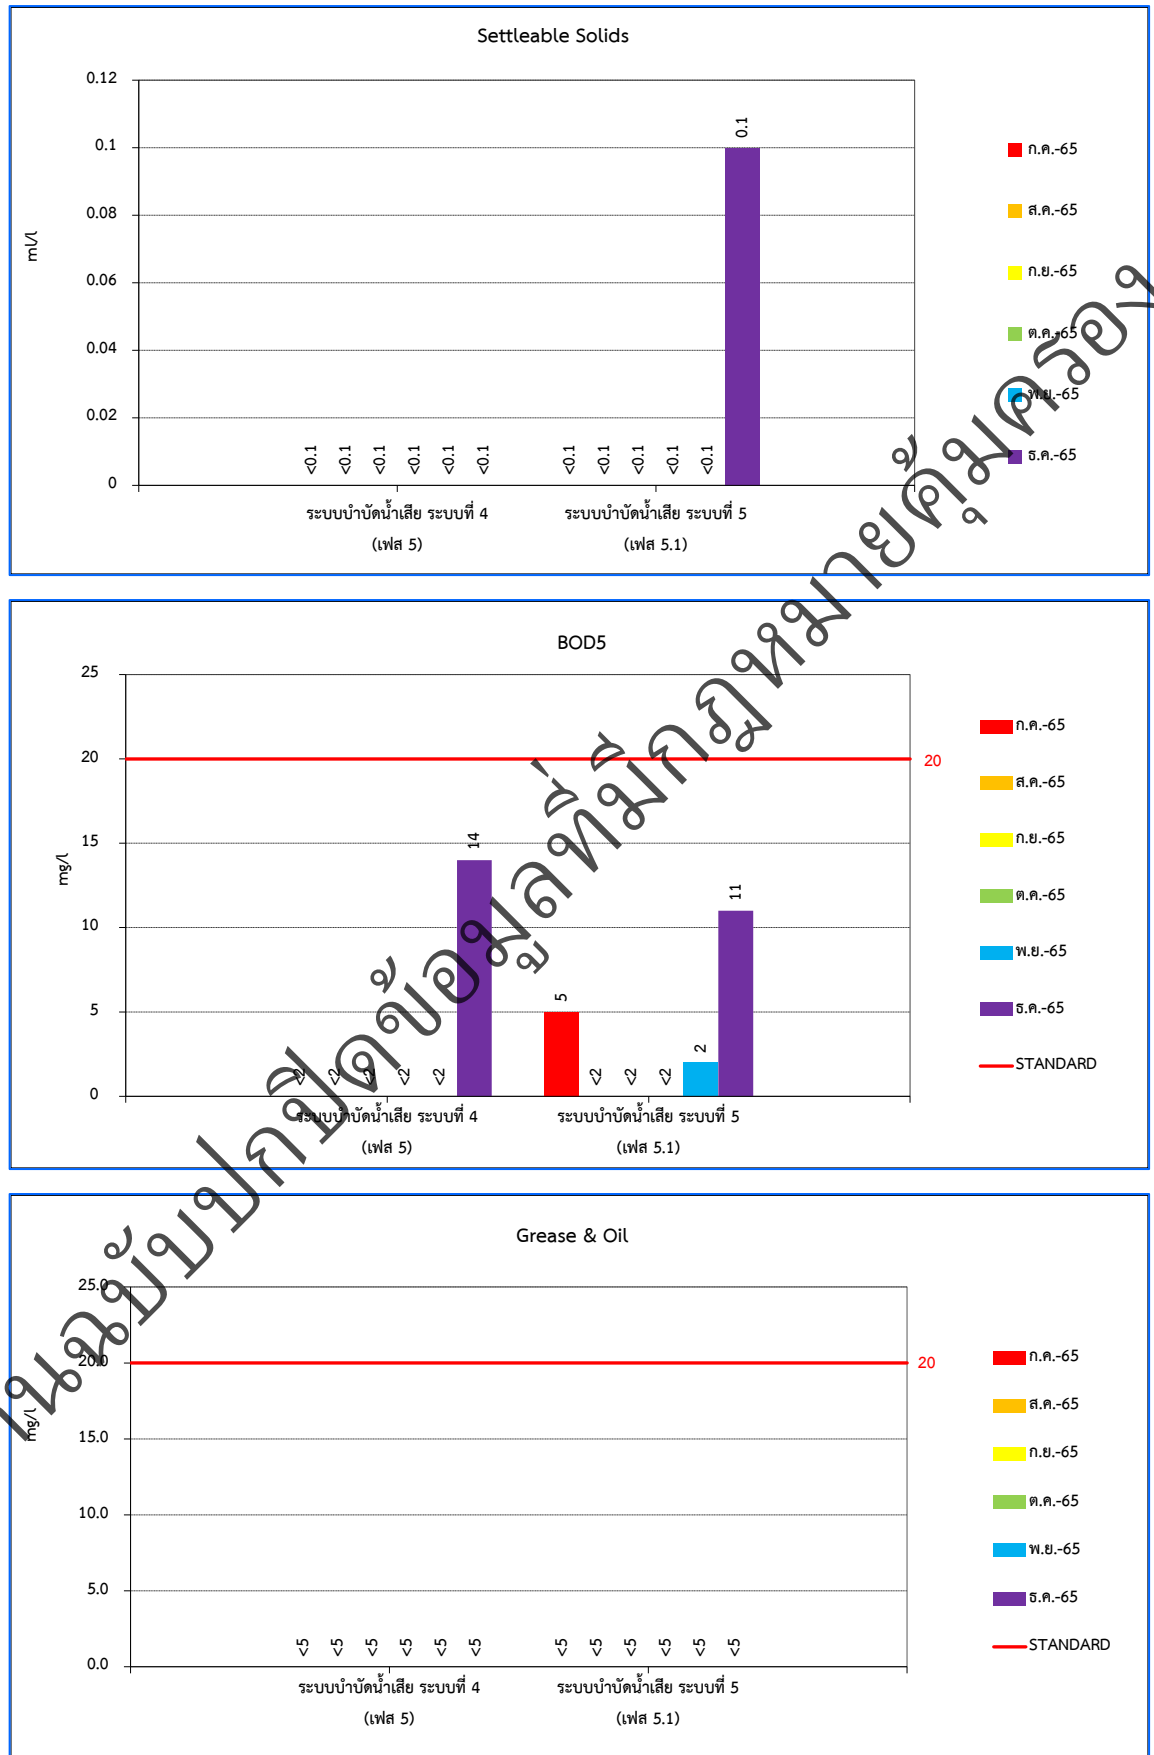 Settleable Solids
0.12
0.1
0.08
0.06
0.04
0.02
0
ml/l
<0.1 <0.1 <0.1 <0.1 <0.1 <0.1 <0.1 <0.1 <0.1 <0.1 <0.1 0.1
ระบบบำบัดน้ำเสีย ระบบที่ 4 ระบบบำบัดน้ำเสีย ระบบที่ 5
(เฟส 5) (เฟส 5.1)
ก.ค.-65
ส.ค.-65
ก.ย.-65
ต.ค.-65
พ.ย.-65
ธ.ค.-65
BOD5
25
20
15
10
5
0
mg/l
20
<2 <2 <2 <2 <2 14 5 <2 <2 <2 2 11
ระบบบำบัดน้ำเสีย ระบบที่ 4 ระบบบำบัดน้ำเสีย ระบบที่ 5
(เฟส 5) (เฟส 5.1)
ก.ค.-65
ส.ค.-65
ก.ย.-65
ต.ค.-65
พ.ย.-65
ธ.ค.-65
STANDARD
Grease & Oil
25.0
20.0
15.0
10.0
5.0
0.0
mg/l
20
<5 <5 <5 <5 <5 <5 <5 <5 <5 <5 <5 <5
ระบบบำบัดน้ำเสีย ระบบที่ 4 ระบบบำบัดน้ำเสีย ระบบที่ 5
(เฟส 5) (เฟส 5.1)
ก.ค.-65
ส.ค.-65
ก.ย.-65
ต.ค.-65
พ.ย.-65
ธ.ค.-65
STANDARD
ฉบับปกปิดข้อมูลที่มีกฎหมายคุ้มครอง